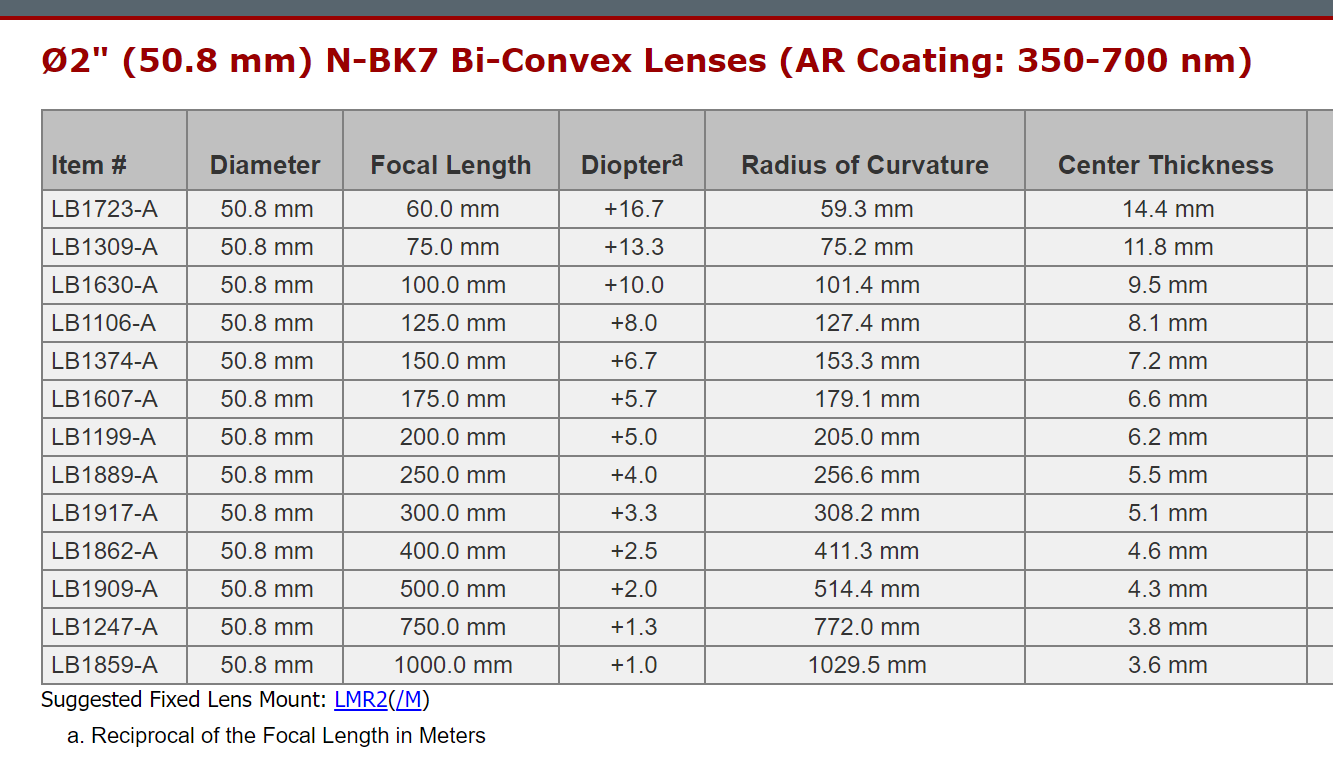 Ø2" (50.8 mm) N-BK7 Bi-Convex Lenses (AR Coating: 350-700 nm)
Item # Diameter Focal Length Dioptera Radius of Curvature Center Thickness
LB1723-A 50.8 mm 60.0 mm +16.7 59.3 mm 14.4 mm
LB1309-A 50.8 mm 75.0 mm +13.3 75.2 mm 11.8 mm
LB1630-A 50.8 mm 100.0 mm +10.0 101.4 mm 9.5 mm
LB1106-A 50.8 mm 125.0 mm +8.0 127.4 mm 8.1 mm
LB1374-A 50.8 mm 150.0 mm +6.7 153.3 mm 7.2 mm
LB1607-A 50.8 mm 175.0 mm +5.7 179.1 mm 6.6 mm
LB1199-A 50.8 mm 200.0 mm +5.0 205.0 mm 6.2 mm
LB1889-A 50.8 mm 250.0 mm +4.0 256.6 mm 5.5 mm
LB1917-A 50.8 mm 300.0 mm +3.3 308.2 mm 5.1 mm
LB1862-A 50.8 mm 400.0 mm +2.5 411.3 mm 4.6 mm
LB1909-A 50.8 mm 500.0 mm +2.0 514.4 mm 4.3 mm
LB1247-A 50.8 mm 750.0 mm +1.3 772.0 mm 3.8 mm
LB1859-A 50.8 mm 1000.0 mm +1.0 1029.5 mm 3.6 mm
Suggested Fixed Lens Mount: LMR2(/M)
a. Reciprocal of the Focal Length in Meters